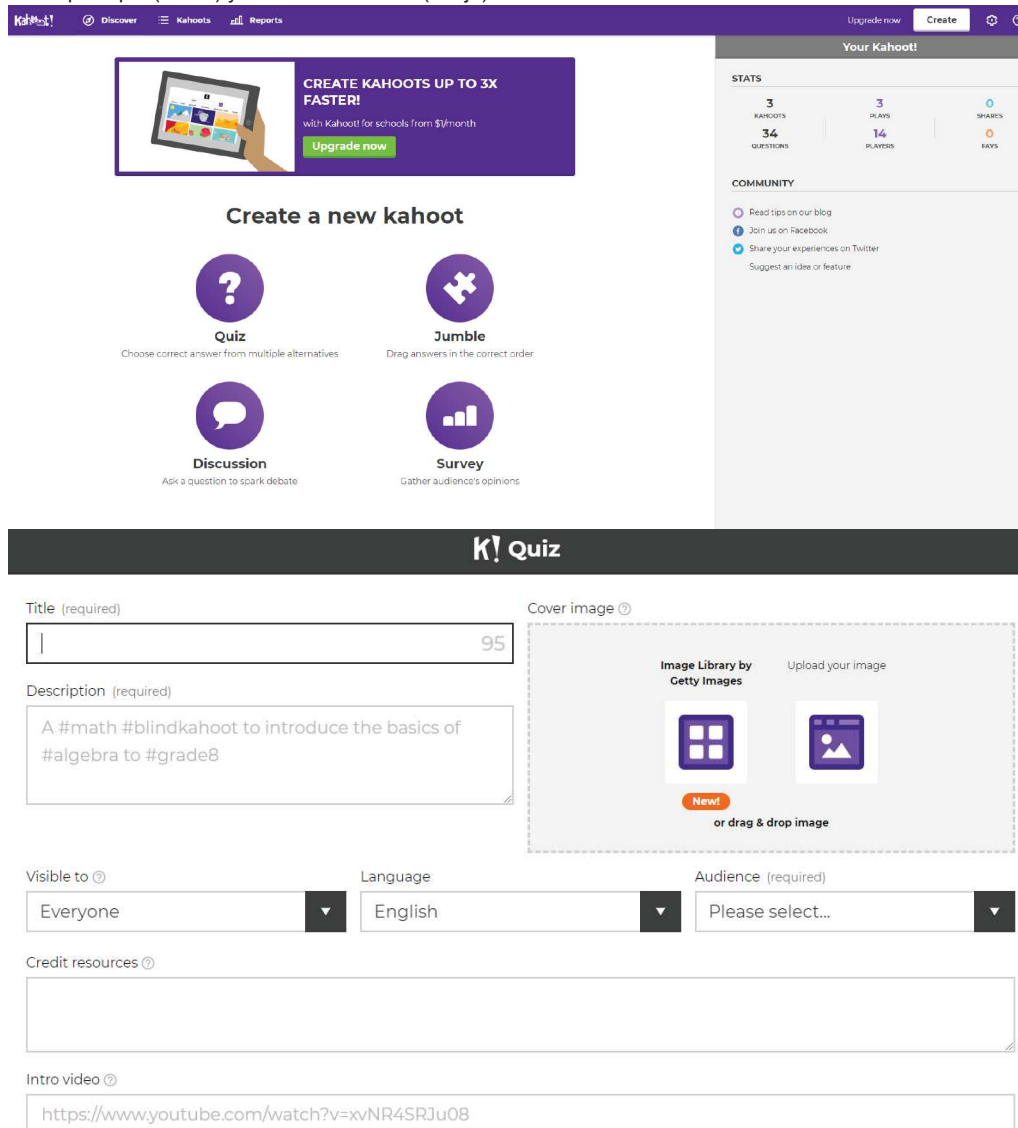 Kahoot! Discover Kahoots Reports Upgrade now Create
CREATE KAHOOTS UP TO 3X
FASTER!
with Kahoot! for schools from $1/month
Upgrade now
Create a new kahoot
Quiz
Choose correct answer from multiple alternatives
Jumble
Drag answers in the correct order
Discussion
Ask a question to spark debate
Survey
Gather audience's opinions
Your Kahoot!
STATS
3 3 0
KAHOOTS PLAYS SHARES
34 14 0
QUESTIONS PLAYERS FAVS
COMMUNITY
Read tips on our blog
Join us on Facebook
Share your experiences on Twitter
Suggest an idea or feature
K! Quiz
Title (required)
95
Description (required)
A #math #blindkahoot to introduce the basics of
#algebra to #grade8
Cover image
Image Library by
Getty Images
Upload your image
New!
or drag & drop image
Visible to Language Audience (required)
Everyone English Please select...
Credit resources
Intro video
https://www.youtube.com/watch?v=xvNR4SRJu08